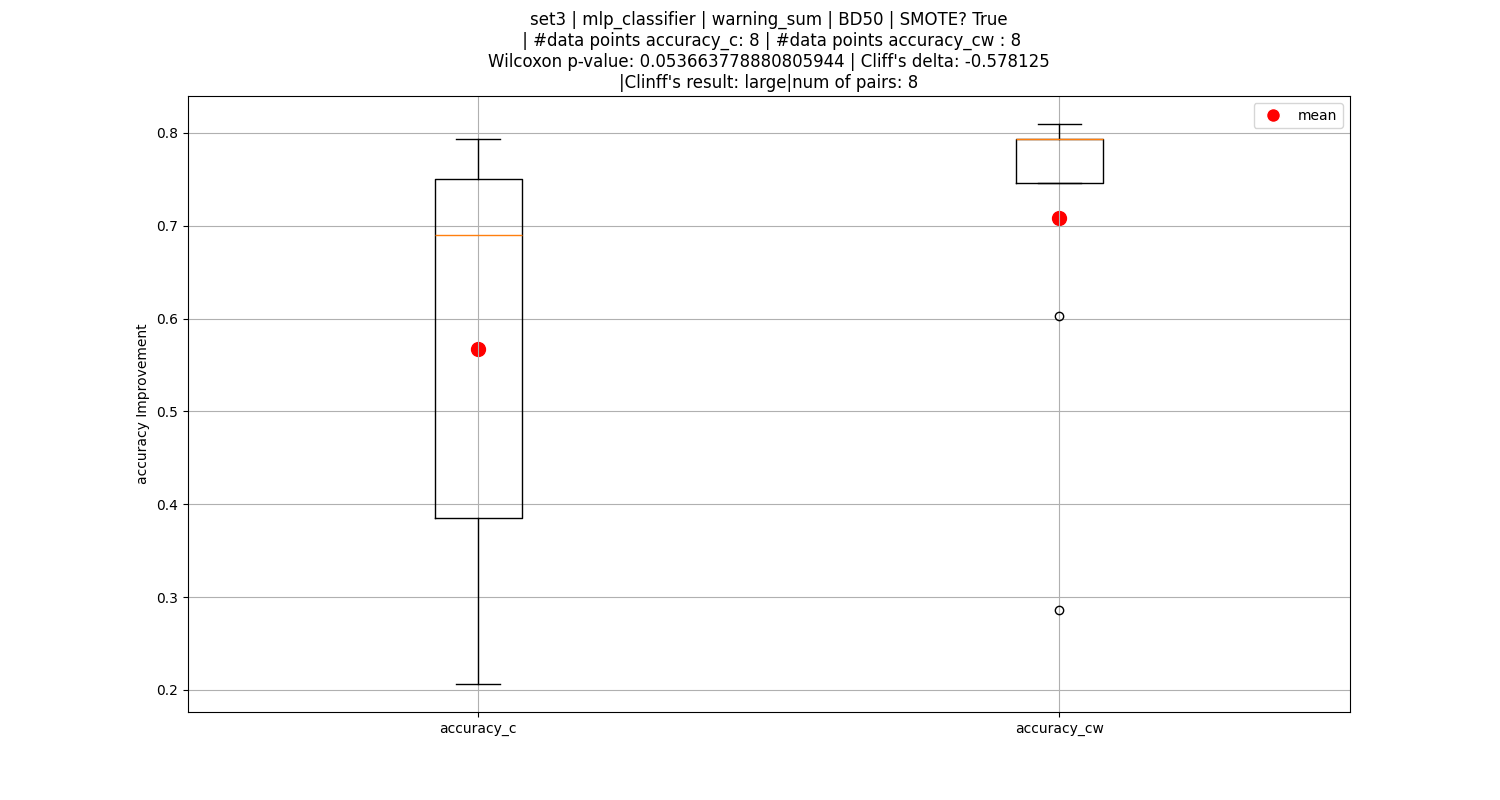 set3 | mlp_classifier | warning_sum | BD50 | SMOTE? True
| #data points accuracy_c: 8 | #data points accuracy_cw : 8
Wilcoxon p-value: 0.053663778880805944 | Cliff's delta: -0.578125
|Clinff's result: large|num of pairs: 8
mean
accuracy Improvement
0.8
0.7
0.6
0.5
0.4
0.3
0.2
accuracy_c
accuracy_cw